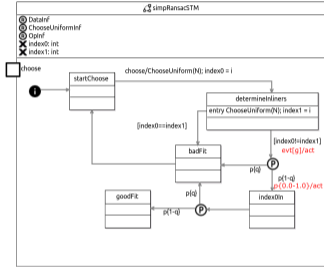 simpRansacSTM
DataInf
ChooseUniformInf
OpInf
index0: int
index1: int
choose
i
startChoose
choose/ChooseUniform(N); index0 = i
determineInliners
entry ChooseUniform(N); index1 = i
[index0==index1]
[index0!=index1]
evt[g]/act
badFit
P
p{q}
p{1-q}
p{0.0-1.0}/act
goodFit
p{q}
P
p{1-q}
index0In